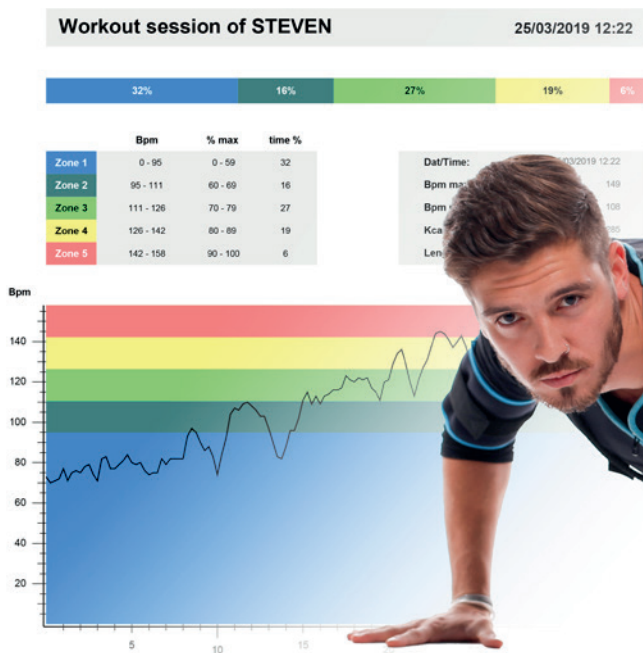 Workout session of STEVEN 25/03/2019 12:22
32% 16% 27% 19% 6%
Bpm % max time %
Zone 1 0 - 95 0 - 59 32
Zone 2 95 - 111 60 - 69 16
Zone 3 111 - 126 70 - 79 27
Zone 4 126 - 142 80 - 89 19
Zone 5 142 - 158 90 - 100 6
Dat/Time: /03/2019 12:22
Bpm 149
Bpm 108
Kca
Len
Bpm
140
120
100
80
60
40
20
5 10 15